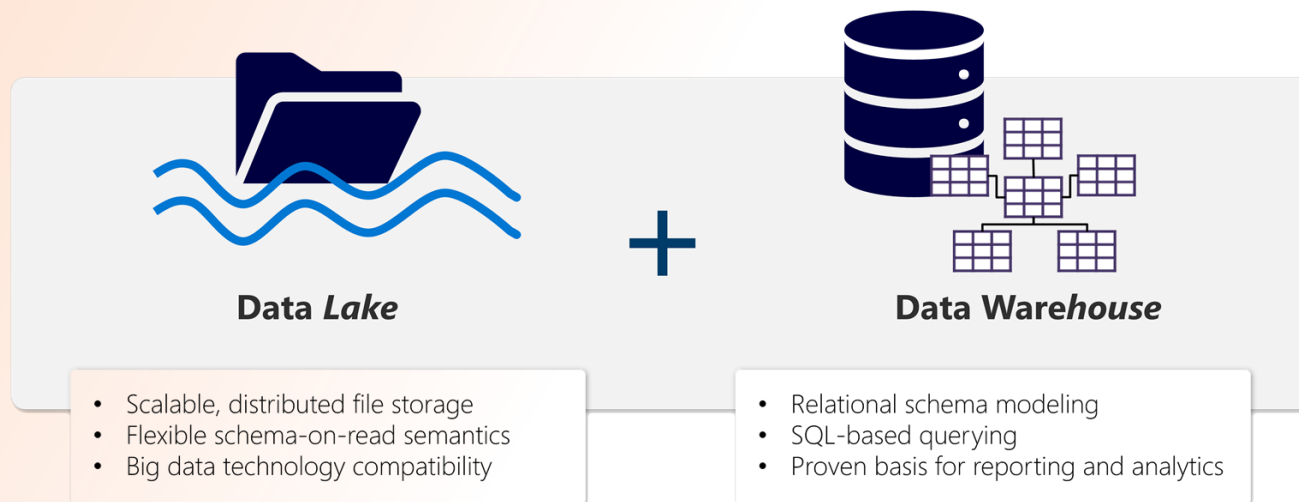 Data Lake
Data Warehouse
• Scalable, distributed file storage
• Flexible schema-on-read semantics
• Big data technology compatibility
• Relational schema modeling
• SQL-based querying
• Proven basis for reporting and analytics